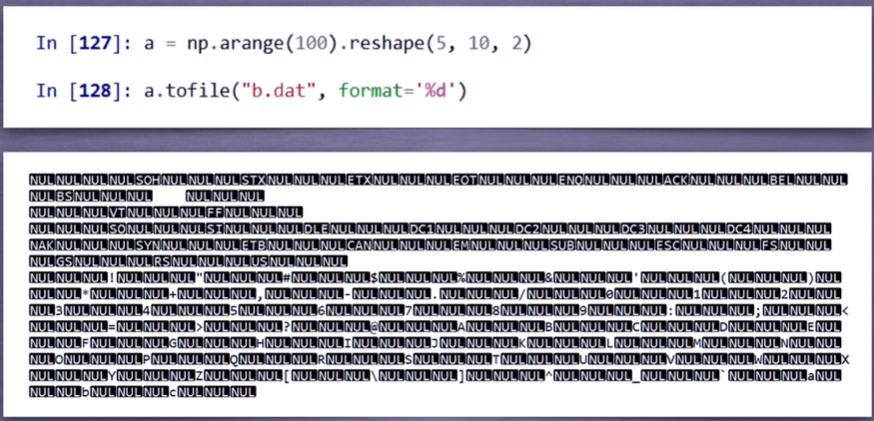 In [127]: a = np.arange(100).reshape(5, 10, 2)
In [128]: a.tofile("b.dat", format='%d')
NULNULNULNULSOHNULNULNULSTXNULNULNULETXNULNULNULEOTNULNULNULENQNULNULNULACKNULNULNULBELNULNUL
NULBSNULNULNUL NULNULNUL
NULNULNULVTNULNULNULFFNULNULNUL
NULNULNULSONULNULNULSINULNULNULDLENULNULNULDC1NULNULNULDC2NULNULNULDC3NULNULNULDC4NULNULNUL
NAKNULNULNULSYNNULNULNULETBNULNULNULCANNULNULNULEMNULNULNULSUBNULNULNULESCNULNULNULFSNULNUL
NULGSNULNULNULRSNULNULNULUSNULNULNUL
NULNULNUL!NULNULNUL"NULNULNUL#NULNULNUL$NULNULNUL%NULNULNUL&NULNULNUL'NULNULNUL(NULNULNUL)NUL
NULNUL*NULNULNUL+NULNULNUL,NULNULNUL-NULNULNUL.NULNULNUL/NULNULNUL0NULNULNUL1NULNULNUL2NULNUL
NUL3NULNULNUL4NULNULNUL5NULNULNUL6NULNULNUL7NULNULNUL8NULNULNUL9NULNULNUL:NULNULNUL;NULNULNUL<
NULNULNUL=NULNULNUL>NULNULNUL?NULNULNUL@NULNULNULANULNULNULBNULNULNULCNULNULNULDNULNULNULENUL
NULNULFNULNULNULGNULNULNULHNULNULNULINULNULNULJNULNULNULKNULNULNULLNULNULNULMNULNULNULNNULNUL
NULONULNULNULPNULNULNULQNULNULNULRNULNULNULSNULNULNULTNULNULNULUNULNULNULVNULNULNULWNULNULNULX
NULNULNULYNULNULNULZNULNULNUL[NULNULNUL\NULNULNUL]NULNULNUL^NULNULNUL_NULNULNUL`NULNULNULaNUL
NULNULbNULNULNULcNULNULNUL